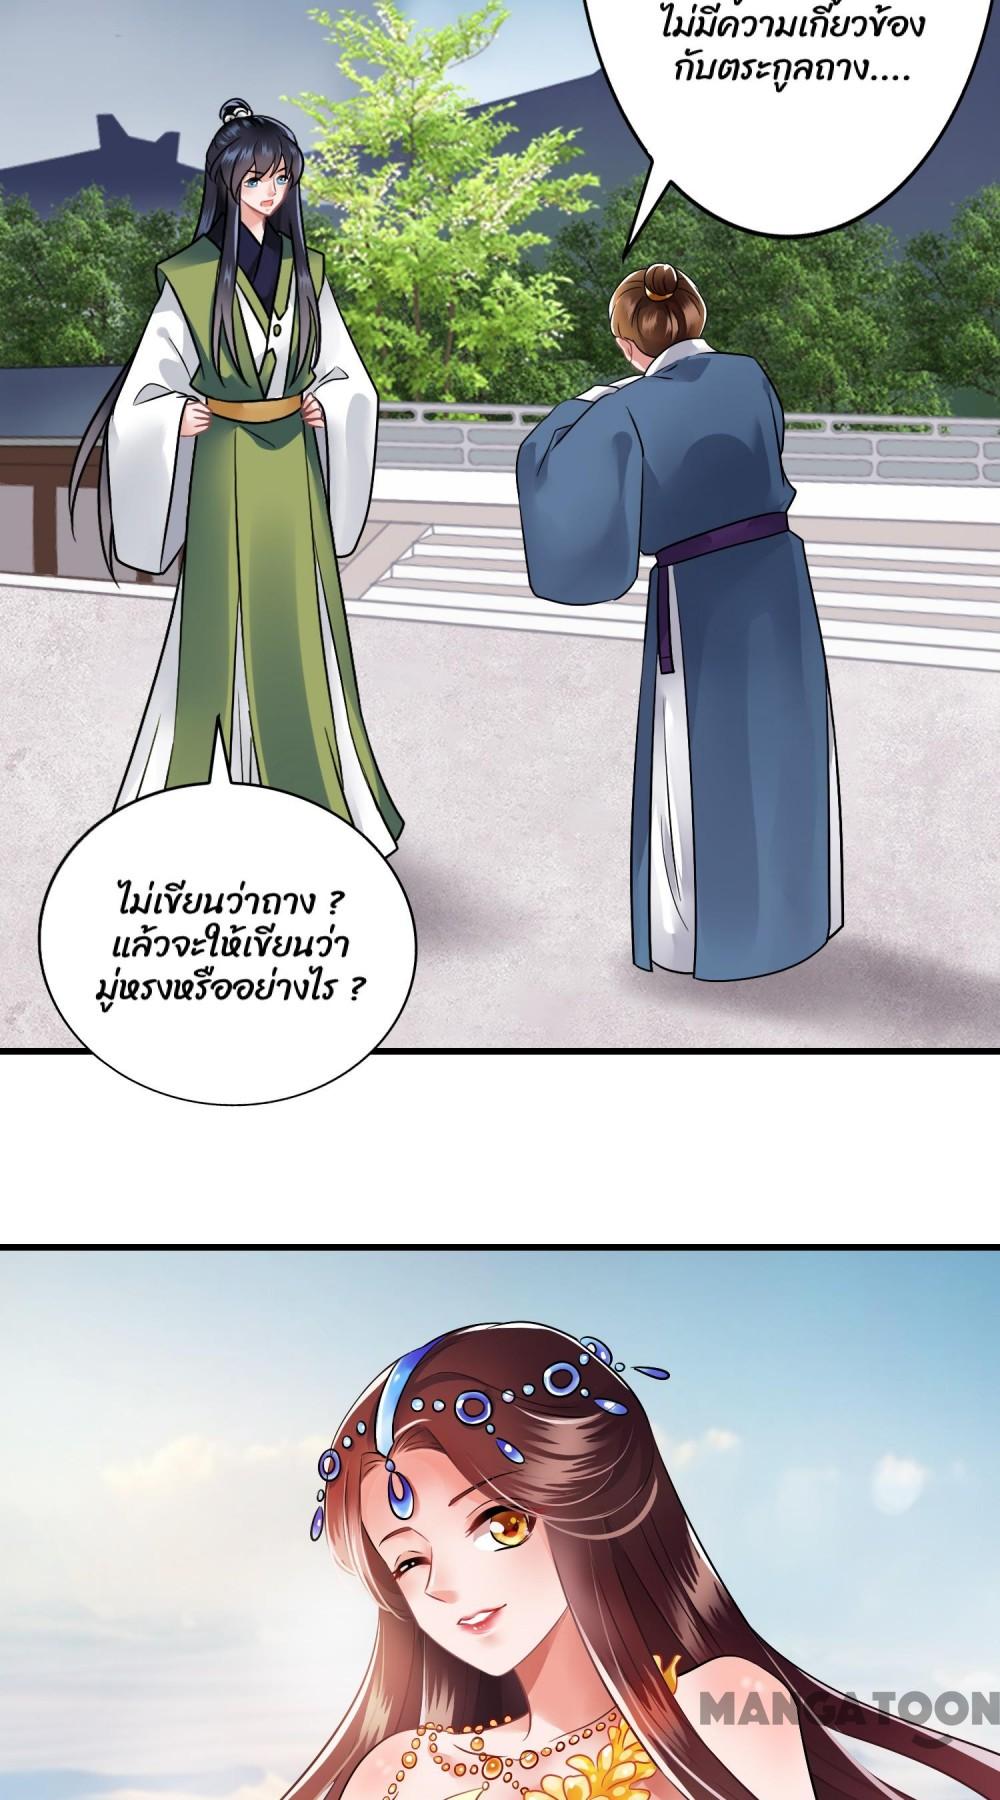 ไม่มีความเกี่ยวข้อง
กับตระกูลถาง....
ไม่เขียนว่าถาง ?
แล้วจะให้เขียนว่า
มู่หรงหรืออย่างไร ?
MANGATOON